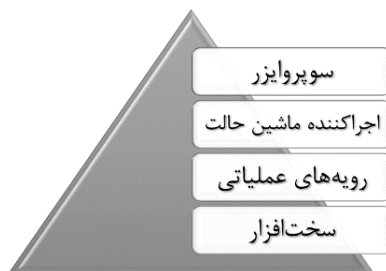 سوپروایزر
اجراکننده ماشین حالت
رویه‌های عملیاتی
سخت‌افزار